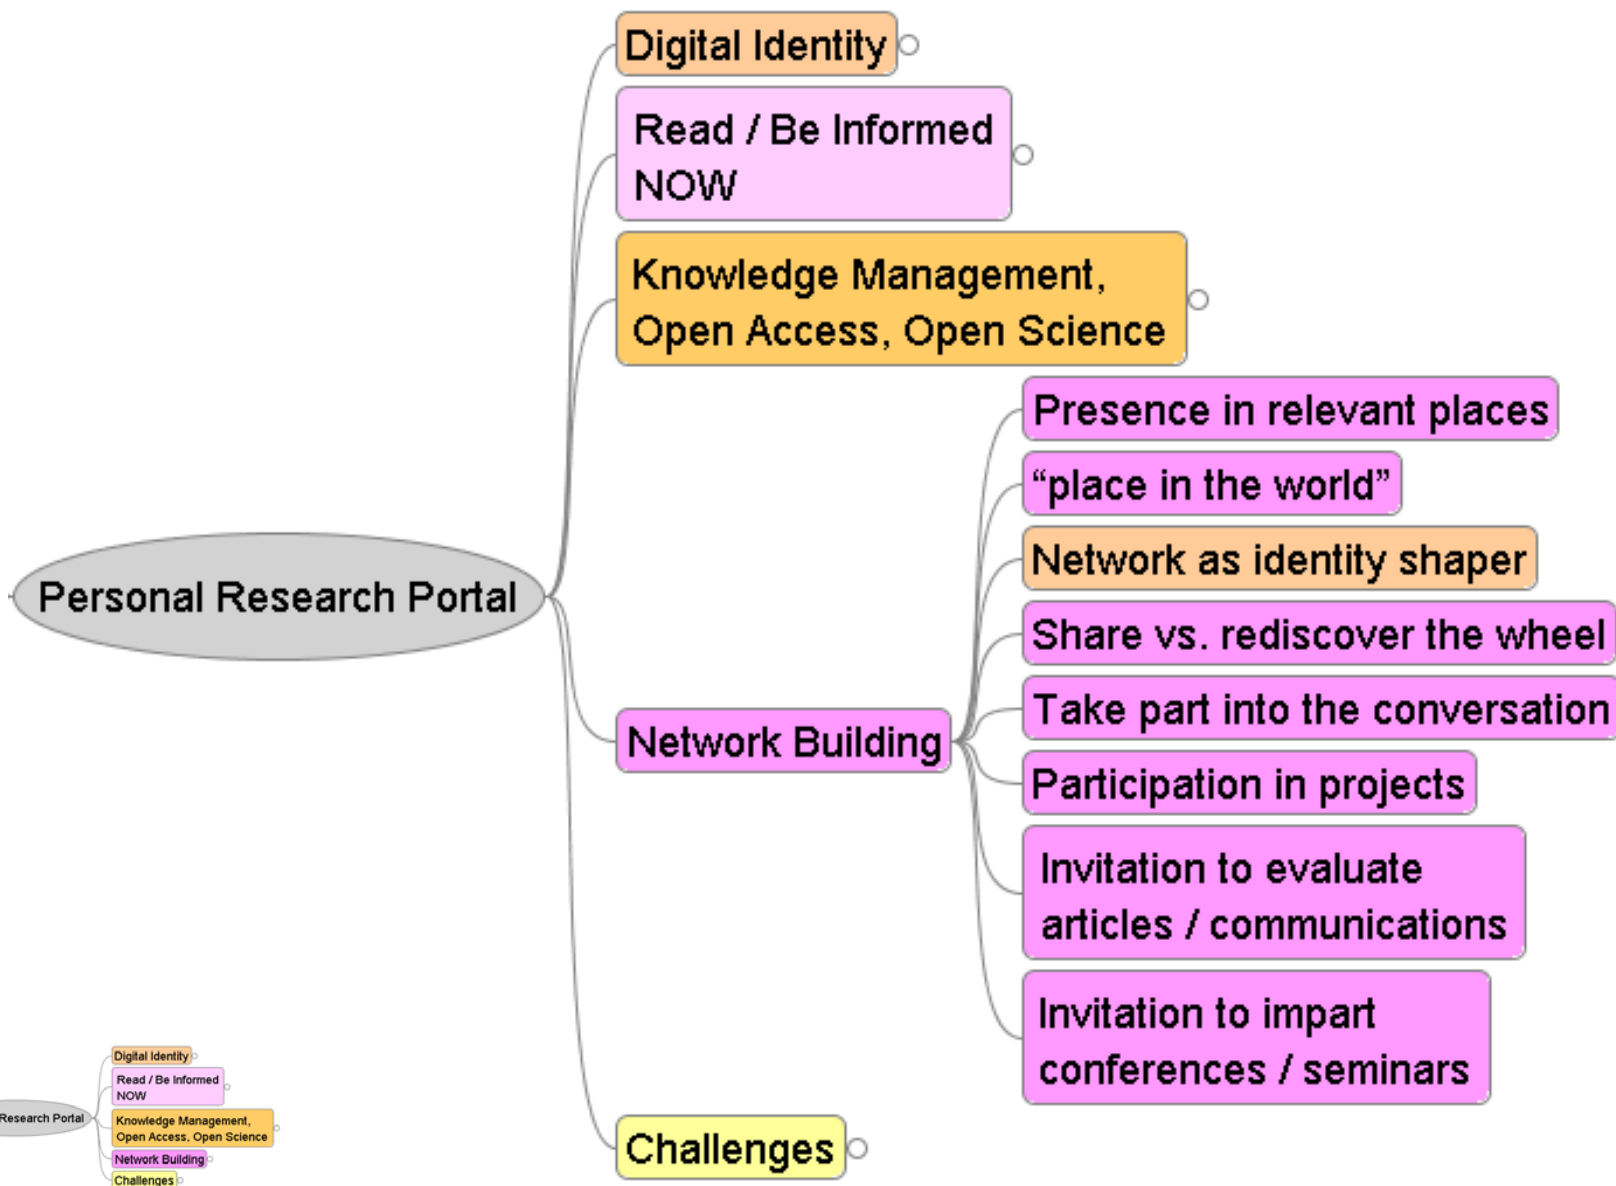 Digital Identity
Read / Be Informed
NOW
Knowledge Management,
Open Access, Open Science
Presence in relevant places
“place in the world”
Network as identity shaper
Personal Research Portal
Share vs. rediscover the wheel
Take part into the conversation
Network Building
Participation in projects
Invitation to evaluate
articles / communications
Invitation to impart
conferences / seminars
Challenges
Digital Identity
Read / Be Informed
NOW
Research Portal
Knowledge Management,
Open Access, Open Science
Network Building
Challenges